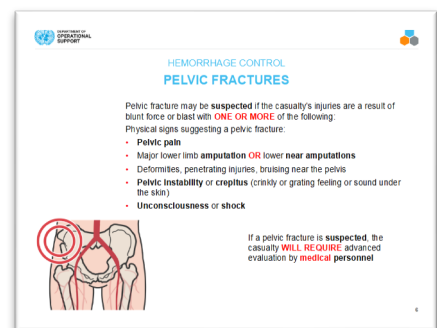 DEPARTMENT OF
OPERATIONAL
SUPPORT
HEMORRHAGE CONTROL
PELVIC FRACTURES
Pelvic fracture may be suspected if the casualty's injuries are a result of
blunt force or blast with ONE OR MORE of the following:
Physical signs suggesting a pelvic fracture:
• Pelvic pain
• Major lower limb amputation OR lower near amputations
• Deformities, penetrating injuries, bruising near the pelvis
• Pelvic instability or crepitus (crinkly or grating feeling or sound under
the skin)
• Unconsciousness or shock
If a pelvic fracture is suspected, the
casualty WILL REQUIRE advanced
evaluation by medical personnel
6